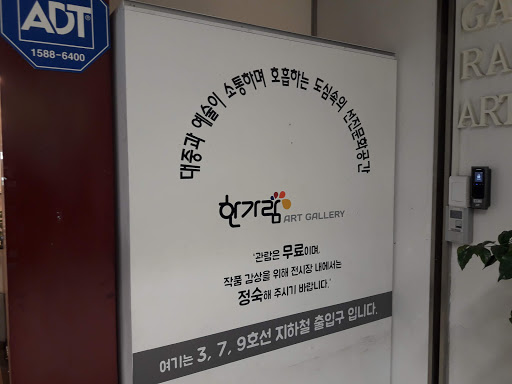 ADT
1588-6400
대중과 예술이 소통하며 호흡하는 도심속의 선진문화공간
한가람
ART GALLERY
'관람은 무료이며,
작품 감상을 위해 전시장 내에서는
정숙해 주시기 바랍니다.'
여기는 3, 7, 9호선 지하철 출입구 입니다.
GA
RA
ART